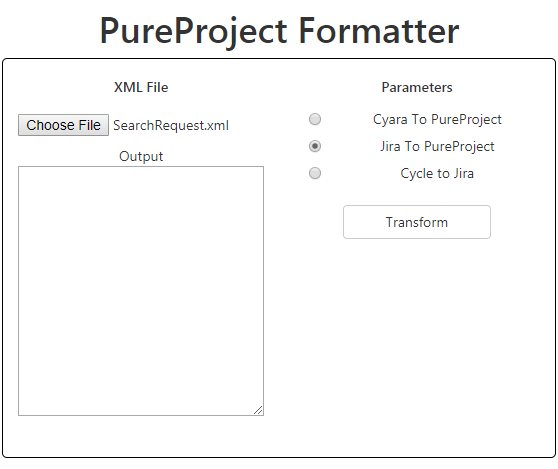 PureProject Formatter
XML File
Choose File SearchRequest.xml
Output
Parameters
Cyara To PureProject
Jira To PureProject
Cycle to Jira
Transform